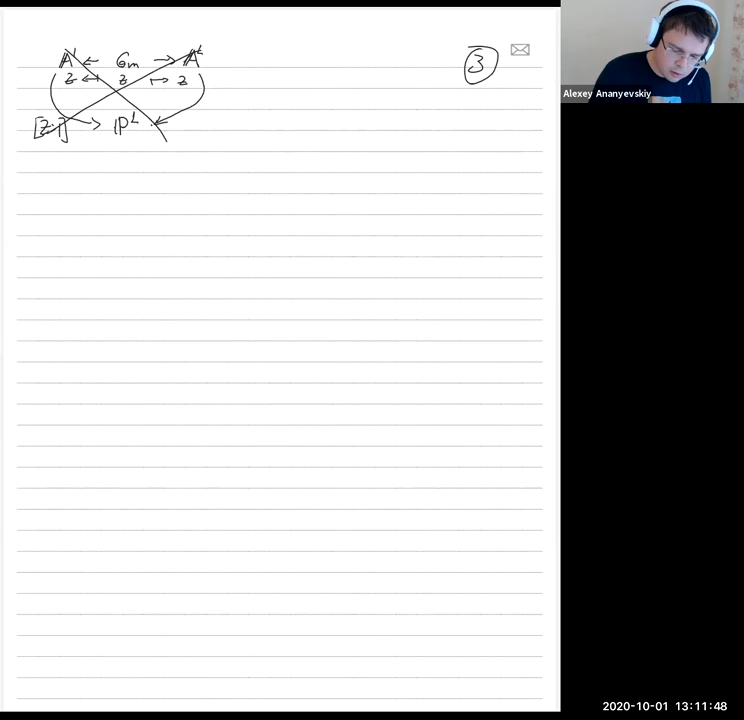 A¹ ← Gm → A¹
③
z ↤ z ↦ z
[z:1] → P¹
Alexey Ananyevskiy
2020-10-01 13:11:48